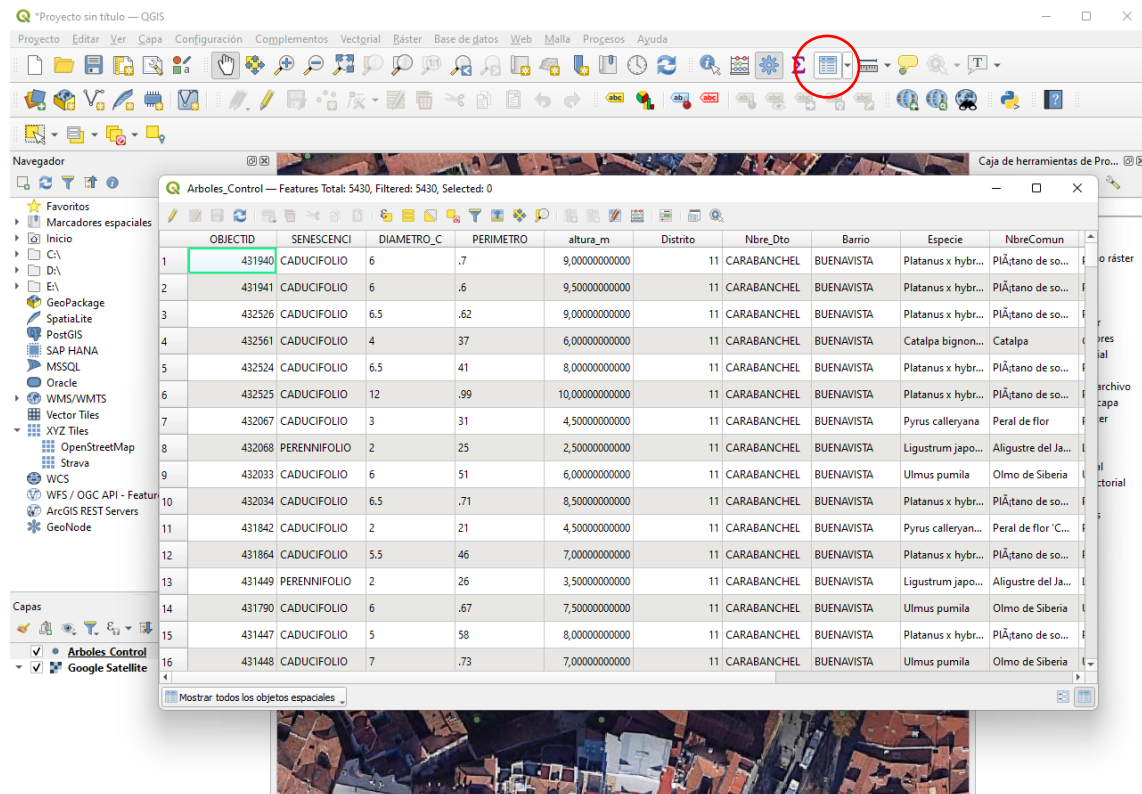 *Proyecto sin título — QGIS
Proyecto Editar Ver Capa Configuración Complementos Vectorial Ráster Base de datos Web Malla Procesos Ayuda
Navegador
Caja de herramientas de Pro...
Favoritos
Marcadores espaciales
Inicio
C:\
D:\
E:\
GeoPackage
SpatiaLite
PostGIS
SAP HANA
MSSQL
Oracle
WMS/WMTS
Vector Tiles
XYZ Tiles
OpenStreetMap
Strava
WCS
WFS / OGC API - Featur
ArcGIS REST Servers
GeoNode
Capas
Arboles Control
Google Satellite
Arboles_Control — Features Total: 5430, Filtered: 5430, Selected: 0
OBJECTID SENESCENCI DIAMETRO_C PERIMETRO altura_m Distrito Nbre_Dto Barrio Especie NbreComun
1 431940 CADUCIFOLIO 6 .7 9,00000000000 11 CARABANCHEL BUENAVISTA Platanus x hybr... PlÃ¡tano de so...
2 431941 CADUCIFOLIO 6 .6 9,50000000000 11 CARABANCHEL BUENAVISTA Platanus x hybr... PlÃ¡tano de so...
3 432526 CADUCIFOLIO 6.5 .62 9,00000000000 11 CARABANCHEL BUENAVISTA Platanus x hybr... PlÃ¡tano de so...
4 432561 CADUCIFOLIO 4 37 6,00000000000 11 CARABANCHEL BUENAVISTA Catalpa bignon... Catalpa
5 432524 CADUCIFOLIO 6.5 41 8,00000000000 11 CARABANCHEL BUENAVISTA Platanus x hybr... PlÃ¡tano de so...
6 432525 CADUCIFOLIO 12 .99 10,00000000000 11 CARABANCHEL BUENAVISTA Platanus x hybr... PlÃ¡tano de so...
7 432067 CADUCIFOLIO 3 31 4,50000000000 11 CARABANCHEL BUENAVISTA Pyrus calleryana Peral de flor
8 432068 PERENNIFOLIO 2 25 2,50000000000 11 CARABANCHEL BUENAVISTA Ligustrum japo... Aligustre del Ja...
9 432033 CADUCIFOLIO 6 51 6,00000000000 11 CARABANCHEL BUENAVISTA Ulmus pumila Olmo de Siberia
10 432034 CADUCIFOLIO 6.5 .71 8,50000000000 11 CARABANCHEL BUENAVISTA Platanus x hybr... PlÃ¡tano de so...
11 431842 CADUCIFOLIO 2 21 4,50000000000 11 CARABANCHEL BUENAVISTA Pyrus calleryan... Peral de flor 'C...
12 431864 CADUCIFOLIO 5.5 46 7,00000000000 11 CARABANCHEL BUENAVISTA Platanus x hybr... PlÃ¡tano de so...
13 431449 PERENNIFOLIO 2 26 3,50000000000 11 CARABANCHEL BUENAVISTA Ligustrum japo... Aligustre del Ja...
14 431790 CADUCIFOLIO 6 .67 7,50000000000 11 CARABANCHEL BUENAVISTA Ulmus pumila Olmo de Siberia
15 431447 CADUCIFOLIO 5 58 8,00000000000 11 CARABANCHEL BUENAVISTA Platanus x hybr... PlÃ¡tano de so...
16 431448 CADUCIFOLIO 7 .73 7,00000000000 11 CARABANCHEL BUENAVISTA Ulmus pumila Olmo de Siberia
Mostrar todos los objetos espaciales
o ráster
archivo
capa
ctorial